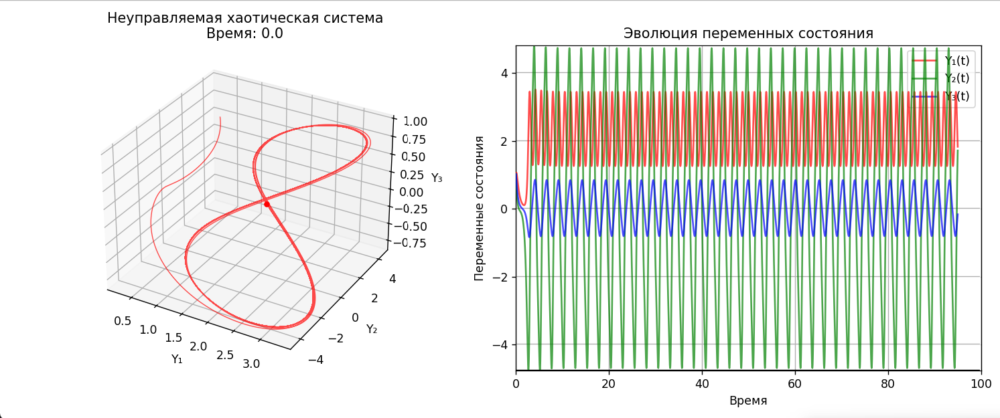 Неуправляемая хаотическая система
Время: 0.0
1.00
0.75
0.50
0.25
0.00
−0.25
−0.50
−0.75
Y₃
4
2
0
−2
−4
Y₂
0.5
1.0
1.5
2.0
2.5
3.0
Y₁
Эволюция переменных состояния
Y₁(t)
Y₂(t)
Y₃(t)
4
2
0
−2
−4
Переменные состояния
0
20
40
60
80
100
Время